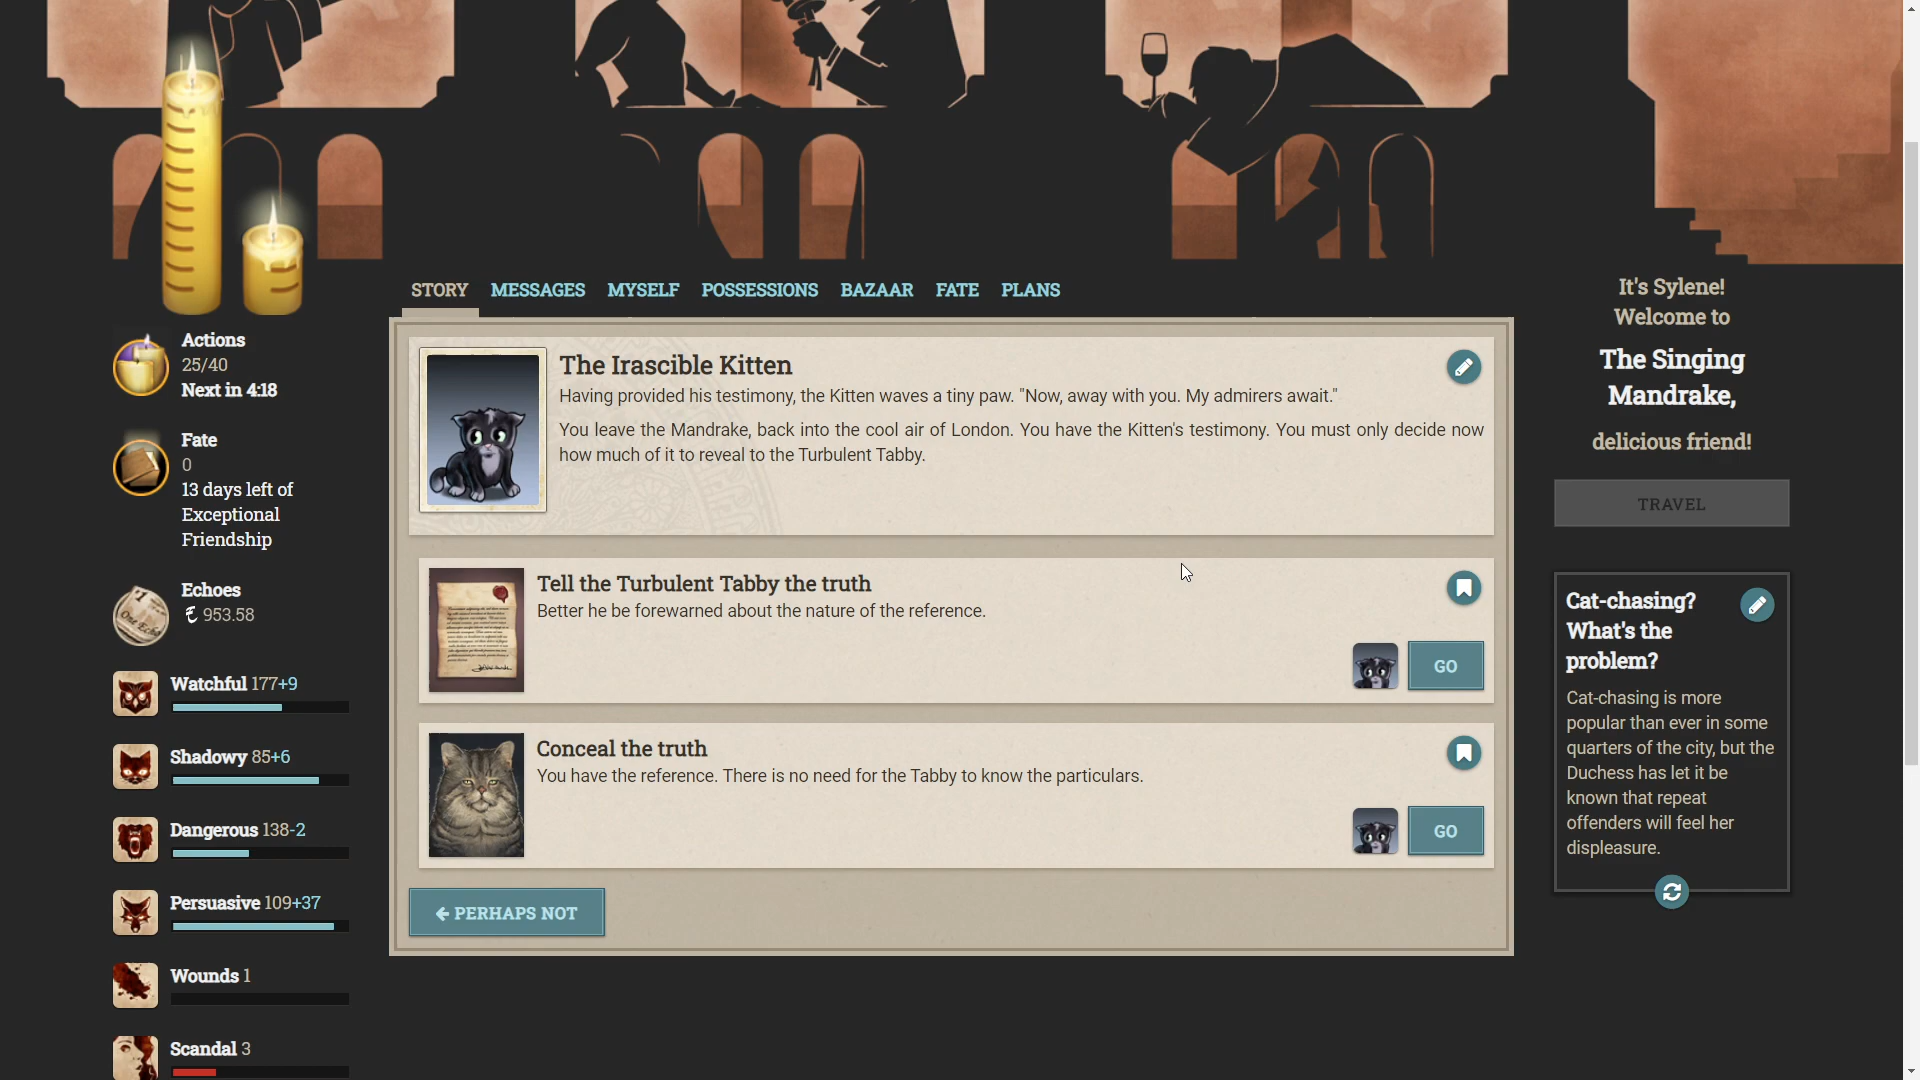 STORY MESSAGES MYSELF POSSESSIONS BAZAAR FATE PLANS
Actions
25/40
Next in 4:18
Fate
0
13 days left of
Exceptional
Friendship
Echoes
953.58
Watchful 177+9
Shadowy 85+6
Dangerous 138-2
Persuasive 109+37
Wounds 1
Scandal 3
The Irascible Kitten
Having provided his testimony, the Kitten waves a tiny paw. "Now, away with you. My admirers await."
You leave the Mandrake, back into the cool air of London. You have the Kitten's testimony. You must only decide now
how much of it to reveal to the Turbulent Tabby.
Tell the Turbulent Tabby the truth
Better he be forewarned about the nature of the reference.
GO
Conceal the truth
You have the reference. There is no need for the Tabby to know the particulars.
GO
PERHAPS NOT
It's Sylene!
Welcome to
The Singing
Mandrake,
delicious friend!
TRAVEL
Cat-chasing?
What's the
problem?
Cat-chasing is more
popular than ever in some
quarters of the city, but the
Duchess has let it be
known that repeat
offenders will feel her
displeasure.